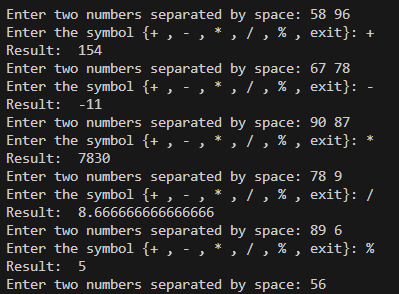 Enter two numbers separated by space: 58 96
Enter the symbol {+ , - , * , / , % , exit}: +
Result:  154
Enter two numbers separated by space: 67 78
Enter the symbol {+ , - , * , / , % , exit}: -
Result:  -11
Enter two numbers separated by space: 90 87
Enter the symbol {+ , - , * , / , % , exit}: *
Result:  7830
Enter two numbers separated by space: 78 9
Enter the symbol {+ , - , * , / , % , exit}: /
Result:  8.666666666666666
Enter two numbers separated by space: 89 6
Enter the symbol {+ , - , * , / , % , exit}: %
Result:  5
Enter two numbers separated by space: 56